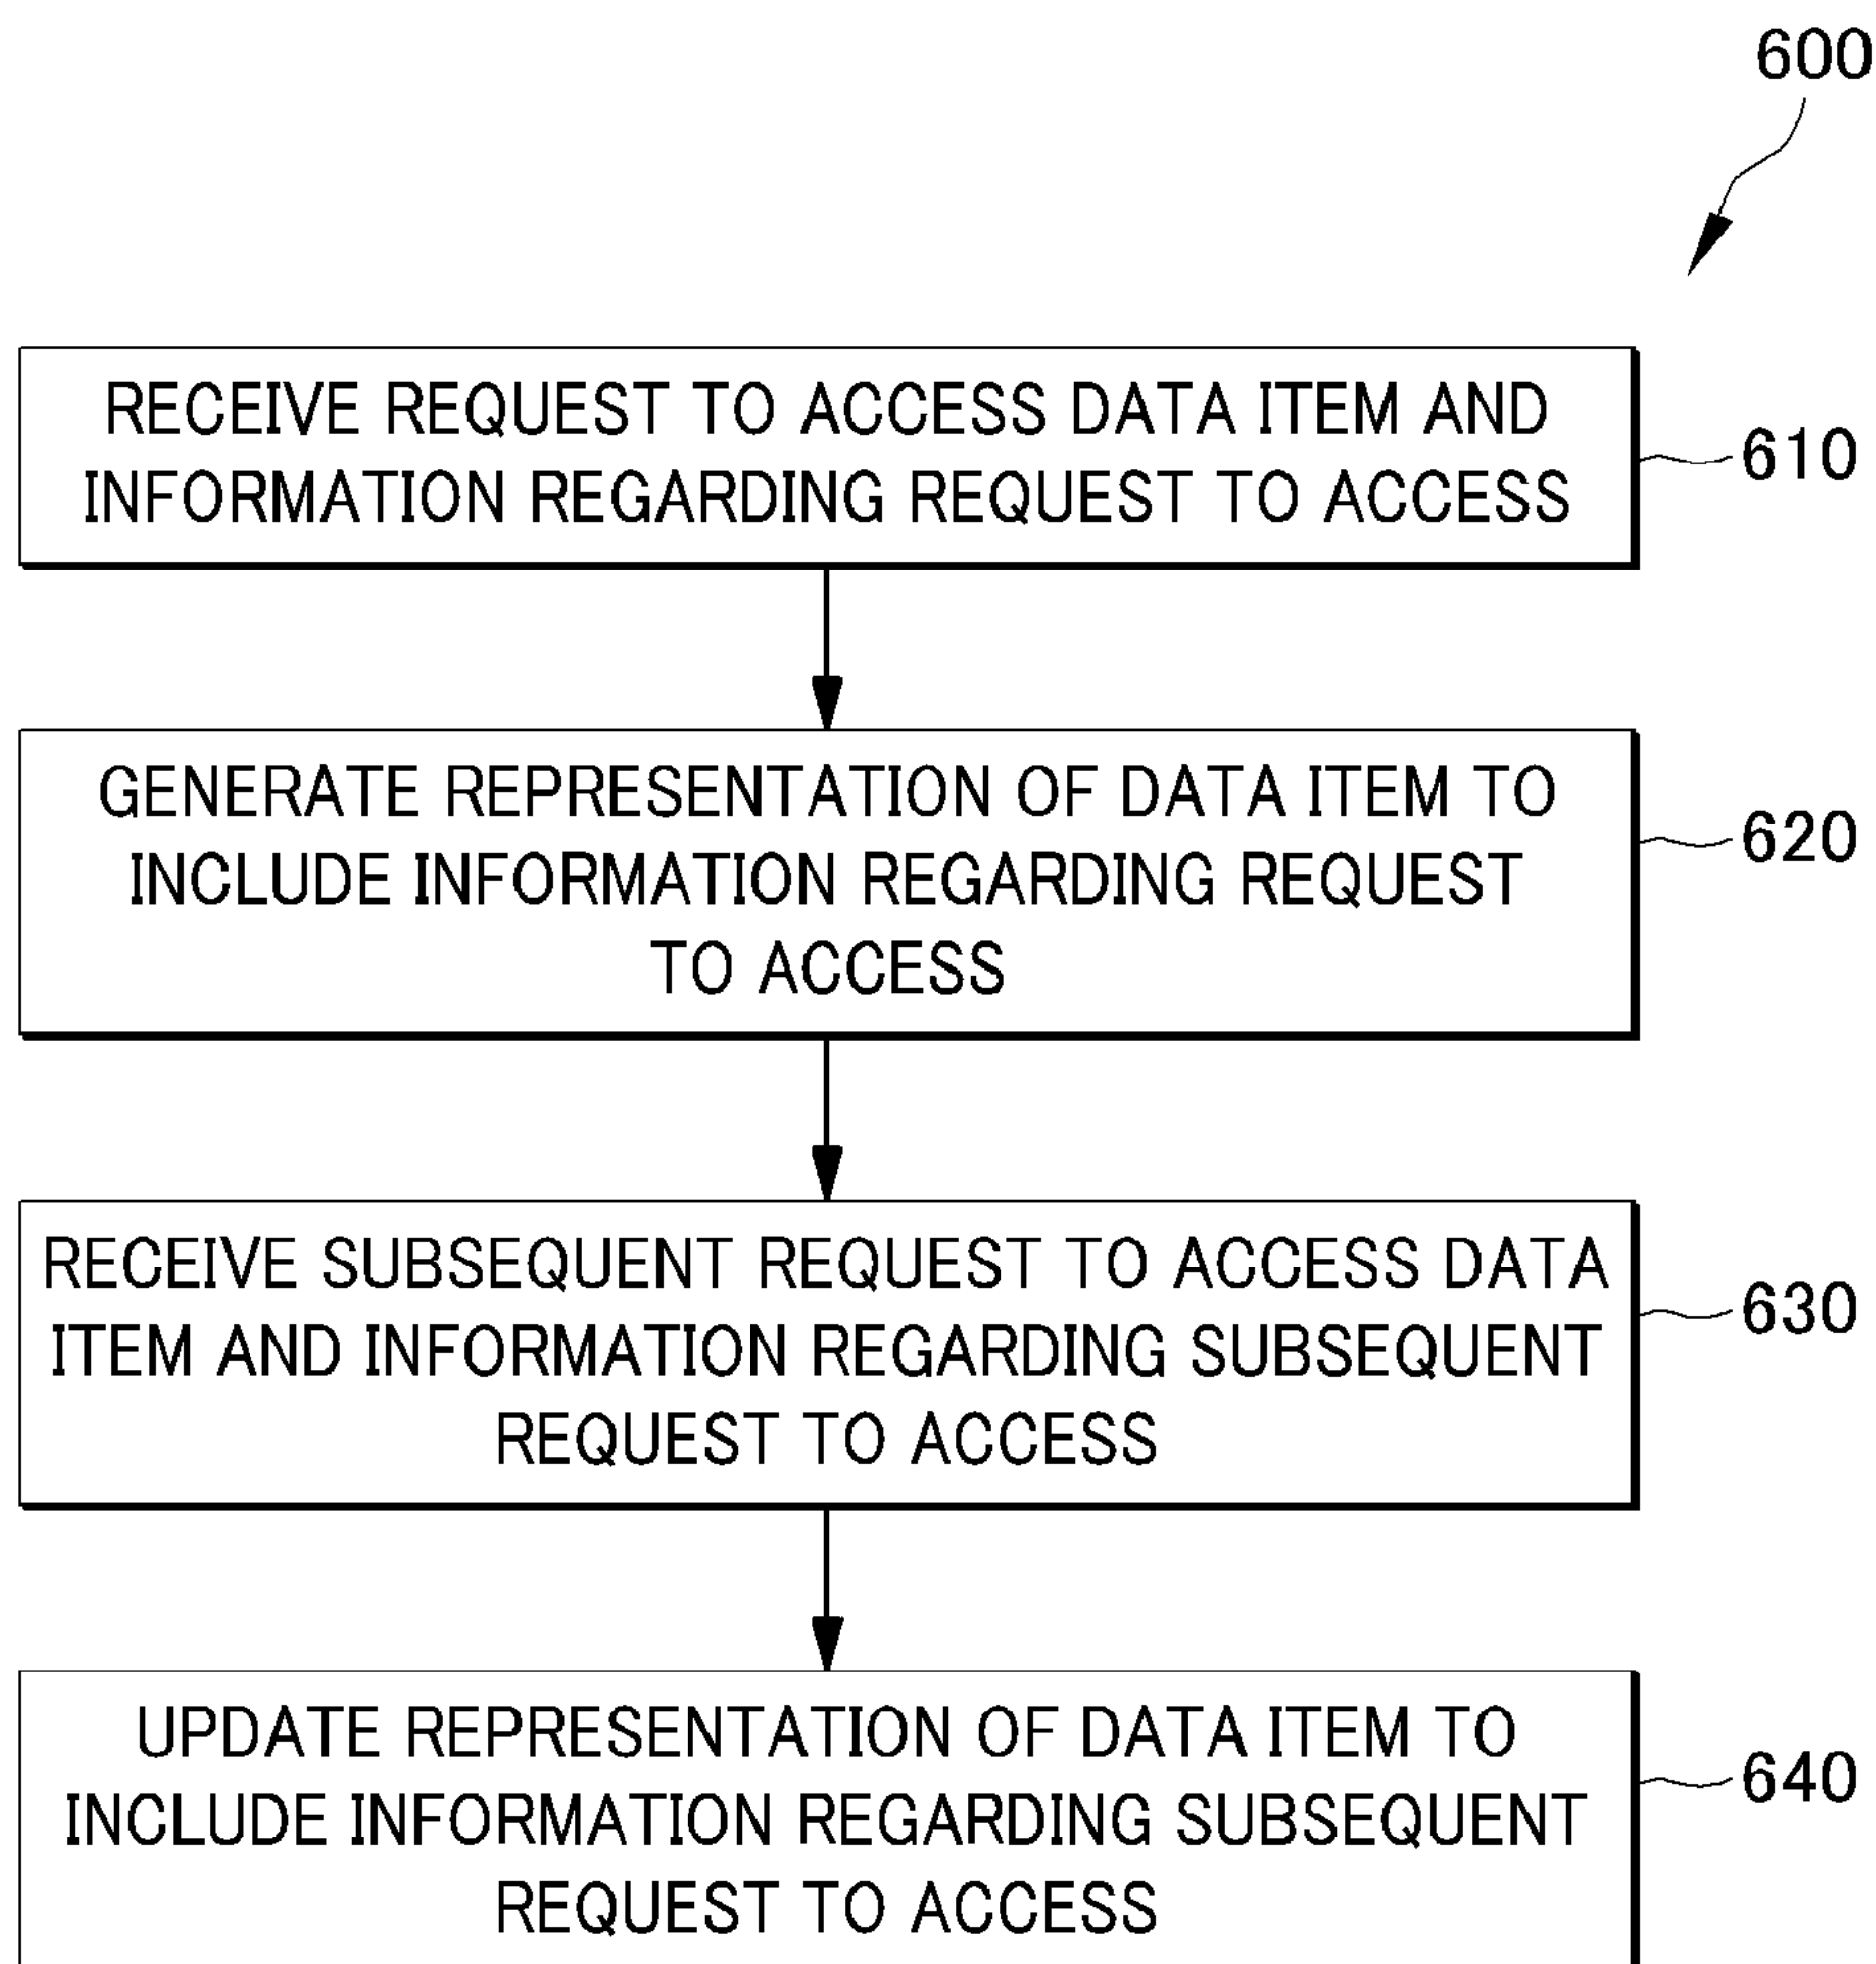 600
RECEIVE REQUEST TO ACCESS DATA ITEM AND
INFORMATION REGARDING REQUEST TO ACCESS
610
GENERATE REPRESENTATION OF DATA ITEM TO
INCLUDE INFORMATION REGARDING REQUEST
TO ACCESS
620
RECEIVE SUBSEQUENT REQUEST TO ACCESS DATA
ITEM AND INFORMATION REGARDING SUBSEQUENT
REQUEST TO ACCESS
630
UPDATE REPRESENTATION OF DATA ITEM TO
INCLUDE INFORMATION REGARDING SUBSEQUENT
REQUEST TO ACCESS
640